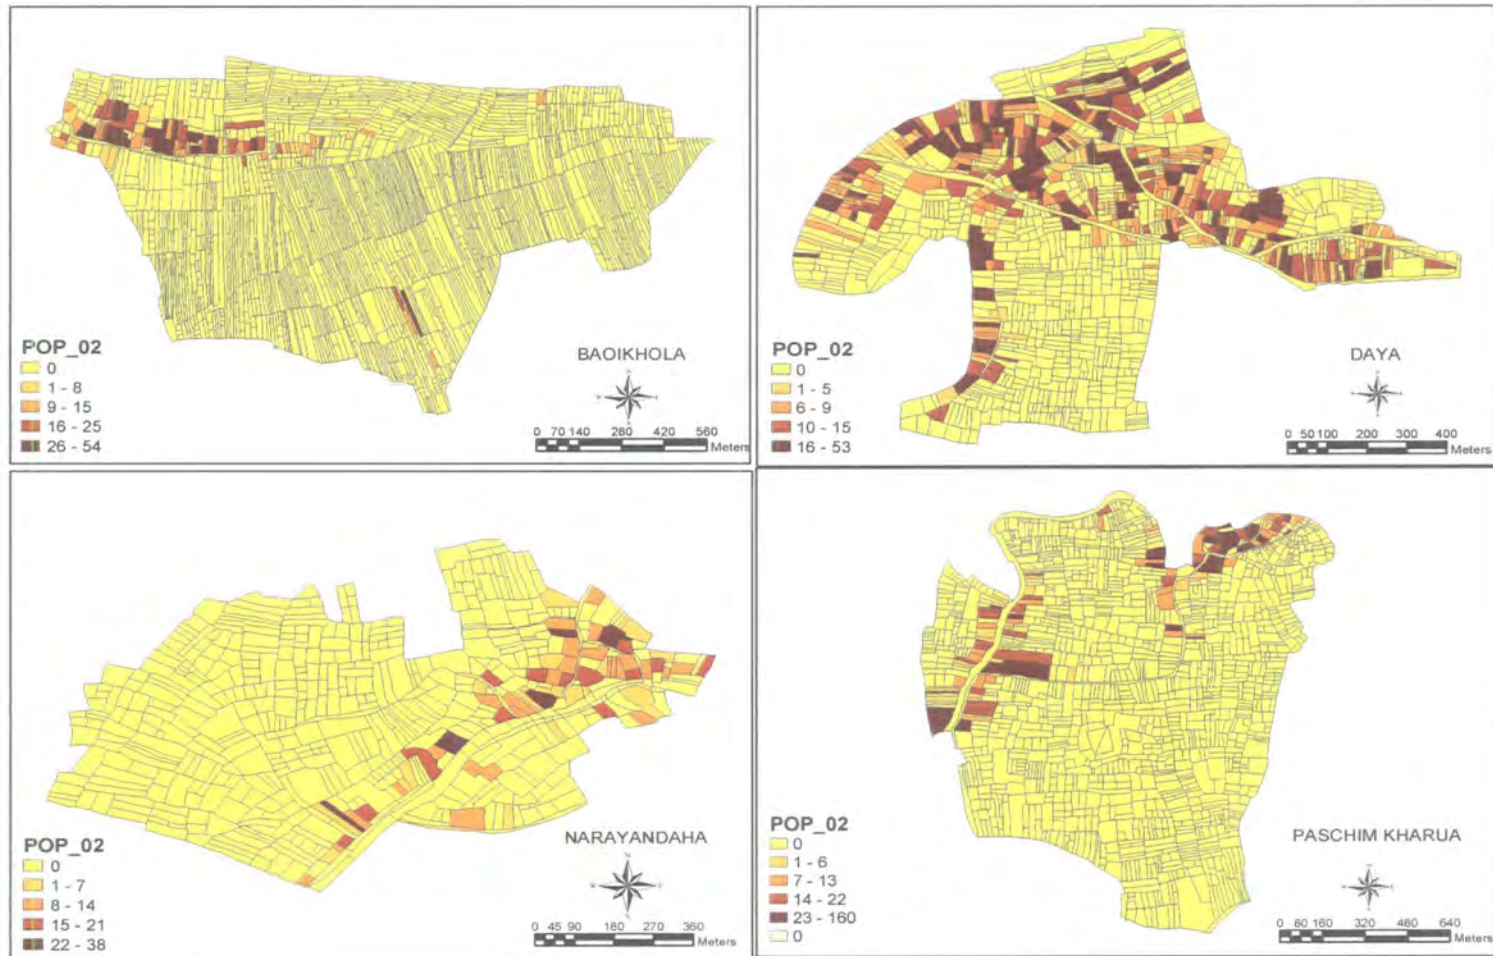 POP_02
0
1 - 8
9 - 15
16 - 25
26 - 54
BAOIKHOLA
0 70 140 280 420 560
Meters
POP_02
0
1 - 5
6 - 9
10 - 15
16 - 53
DAYA
0 50 100 200 300 400
Meters
POP_02
0
1 - 7
8 - 14
15 - 21
22 - 38
NARAYANDAHA
0 45 90 180 270 360
Meters
POP_02
0
1 - 6
7 - 13
14 - 22
23 - 160
0
PASCHIM KHARUA
0 80 160 320 480 640
Meters